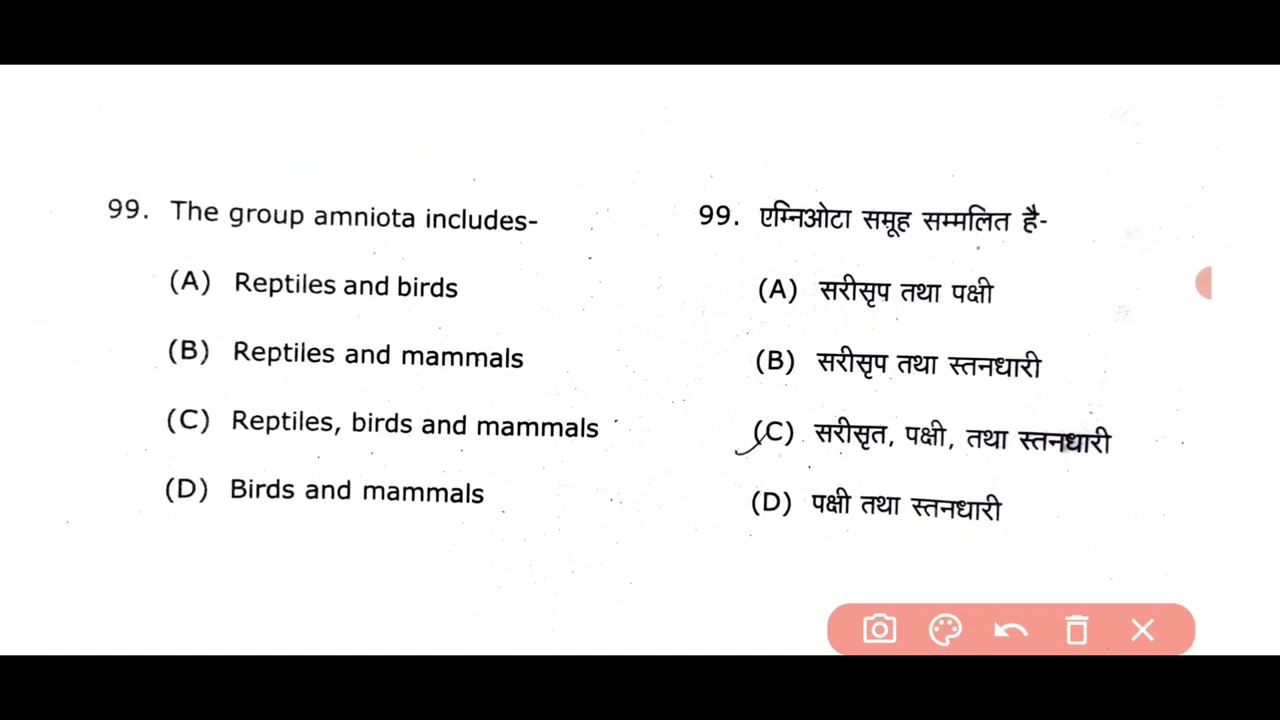 99. The group amniota includes-
(A) Reptiles and birds
(B) Reptiles and mammals
(C) Reptiles, birds and mammals
(D) Birds and mammals
99. एम्निओटा समूह सम्मलित है-
(A) सरीसृप तथा पक्षी
(B) सरीसृप तथा स्तनधारी
(C) सरीसृत, पक्षी, तथा स्तनधारी
(D) पक्षी तथा स्तनधारी